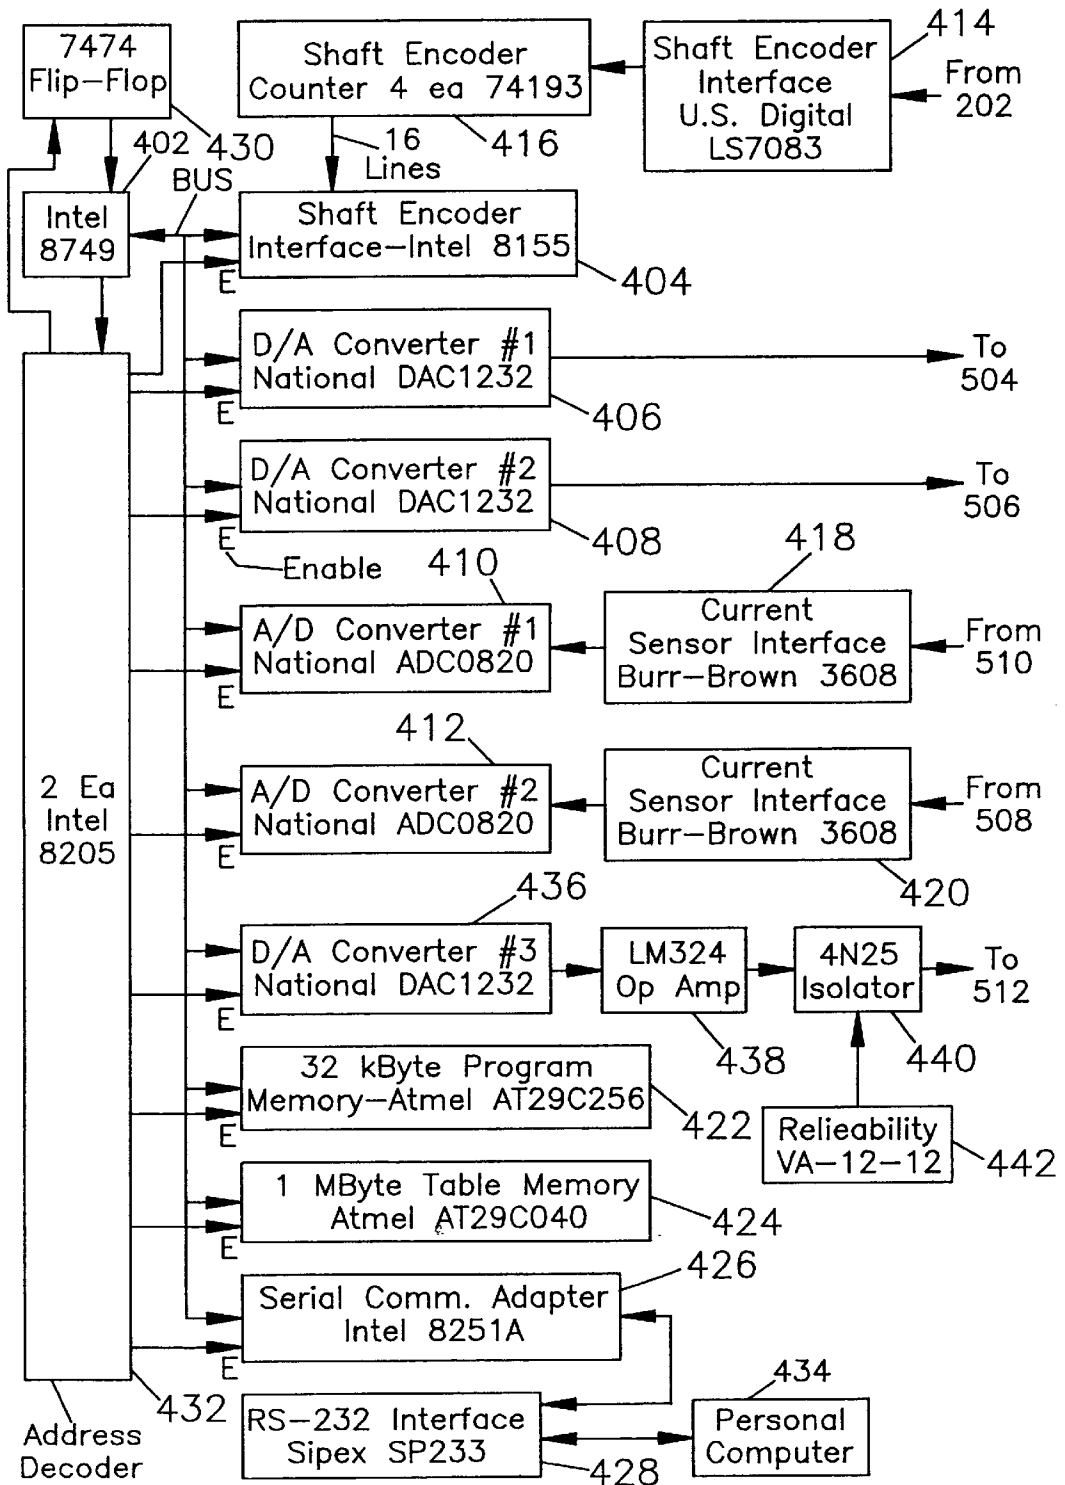 7474
Flip-Flop
430
Shaft Encoder
Counter 4 ea 74193
416
Shaft Encoder
Interface
U.S. Digital
LS7083
414
From
202
16
Lines
402
BUS
Intel
8749
Shaft Encoder
Interface-Intel 8155
404
E
D/A Converter #1
National DAC1232
406
E
To
504
D/A Converter #2
National DAC1232
408
E
Enable
To
506
410
A/D Converter #1
National ADC0820
E
418
Current
Sensor Interface
Burr-Brown 3608
From
510
412
A/D Converter #2
National ADC0820
E
Current
Sensor Interface
Burr-Brown 3608
420
From
508
2 Ea
Intel
8205
436
D/A Converter #3
National DAC1232
E
LM324
Op Amp
438
4N25
Isolator
440
To
512
32 kByte Program
Memory-Atmel AT29C256
422
E
Relieability
VA-12-12
442
1 MByte Table Memory
Atmel AT29C040
424
E
426
Serial Comm. Adapter
Intel 8251A
E
432
Address
Decoder
RS-232 Interface
Sipex SP233
428
434
Personal
Computer